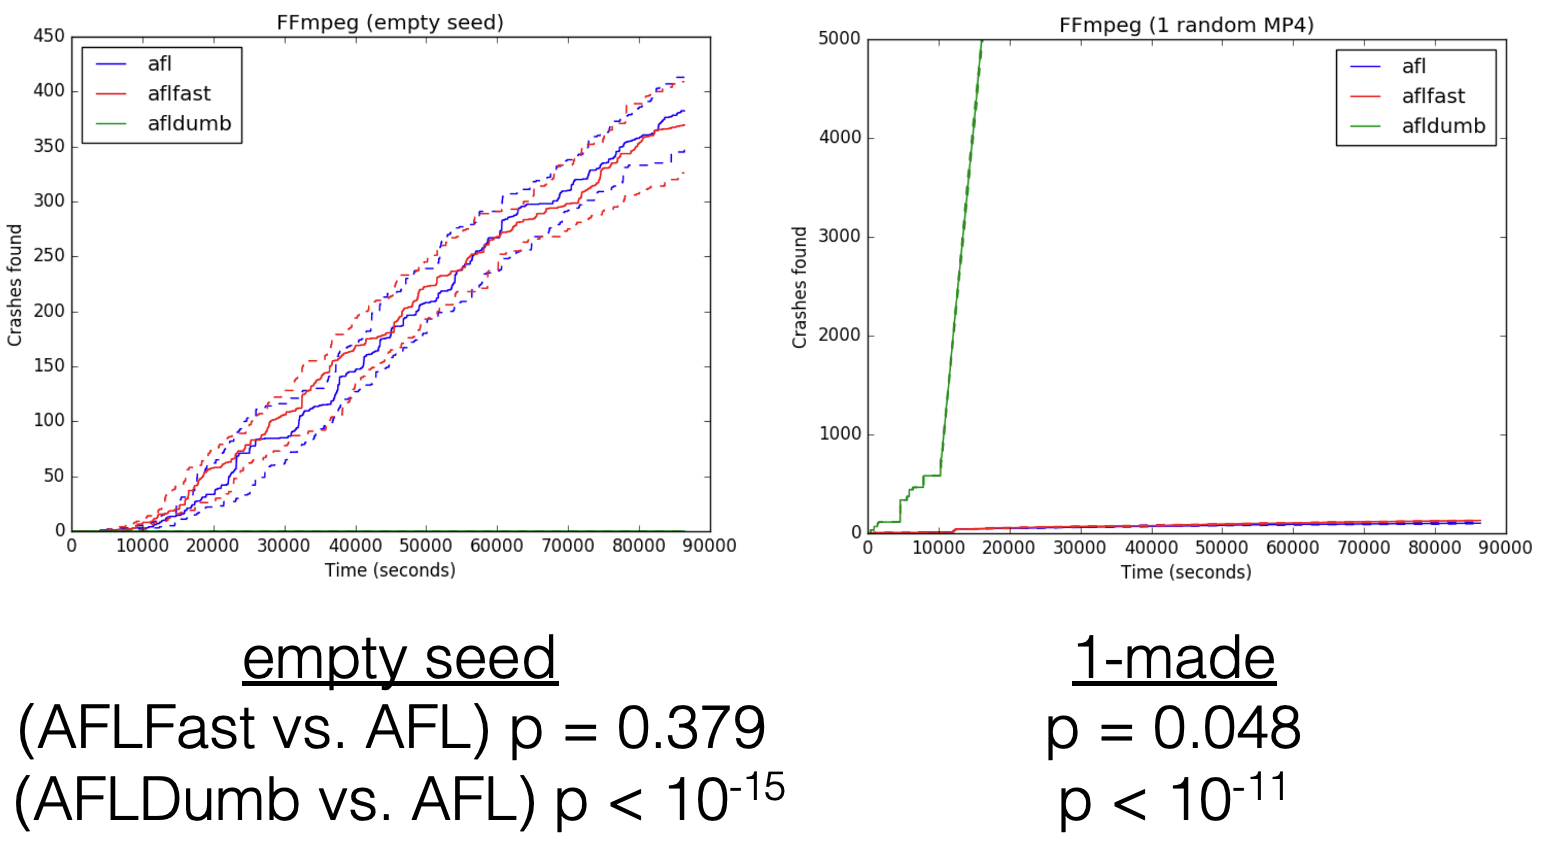 FFmpeg (empty seed)
450
400
350
300
250
200
150
100
50
0
Crashes found
afl
aflfast
afldumb
0 10000 20000 30000 40000 50000 60000 70000 80000 90000
Time (seconds)
FFmpeg (1 random MP4)
5000
4000
3000
2000
1000
0
Crashes found
afl
aflfast
afldumb
0 10000 20000 30000 40000 50000 60000 70000 80000 90000
Time (seconds)
empty seed
(AFLFast vs. AFL) p = 0.379
(AFLDumb vs. AFL) p < 10⁻¹⁵
1-made
p = 0.048
p < 10⁻¹¹